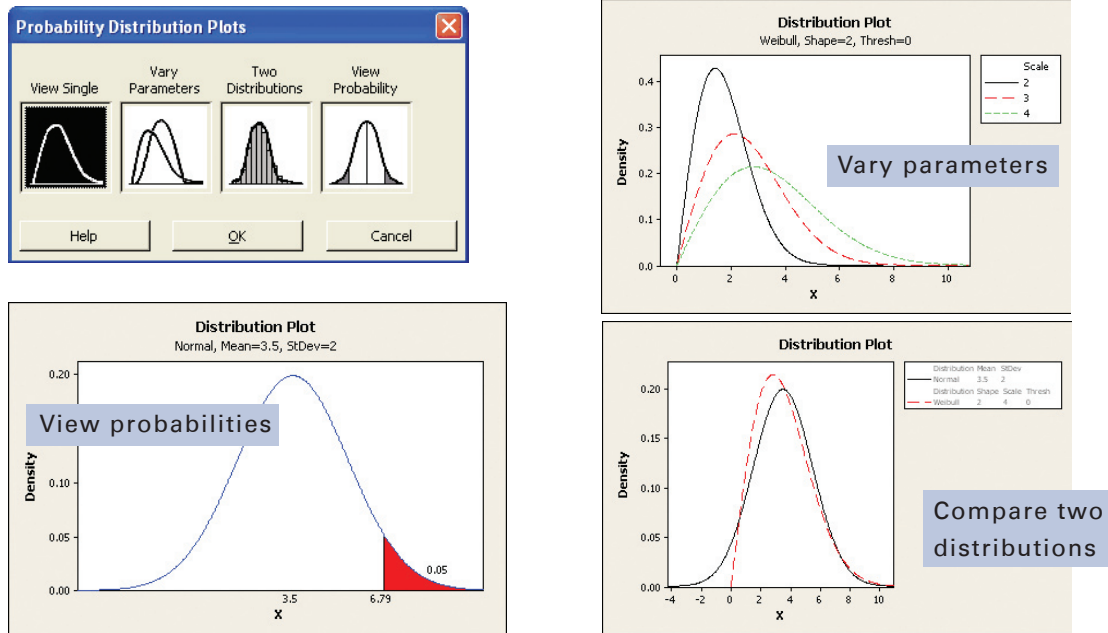 Probability Distribution Plots
View Single
Vary Parameters
Two Distributions
View Probability
Help
OK
Cancel
Distribution Plot
Weibull, Shape=2, Thresh=0
0.4
0.3
0.2
0.1
0.0
Density
0 2 4 6 8 10
X
Scale
2
3
4
Vary parameters
Distribution Plot
Normal, Mean=3.5, StDev=2
0.20
0.15
0.10
0.05
0.00
Density
View probabilities
0.05
3.5 6.79
X
Distribution Plot
0.20
0.15
0.10
0.05
0.00
Density
-4 -2 0 2 4 6 8 10
X
Distribution Mean StDev
Normal 3.5 2
Distribution Shape Scale Thresh
Weibull 2 4 0
Compare two
distributions